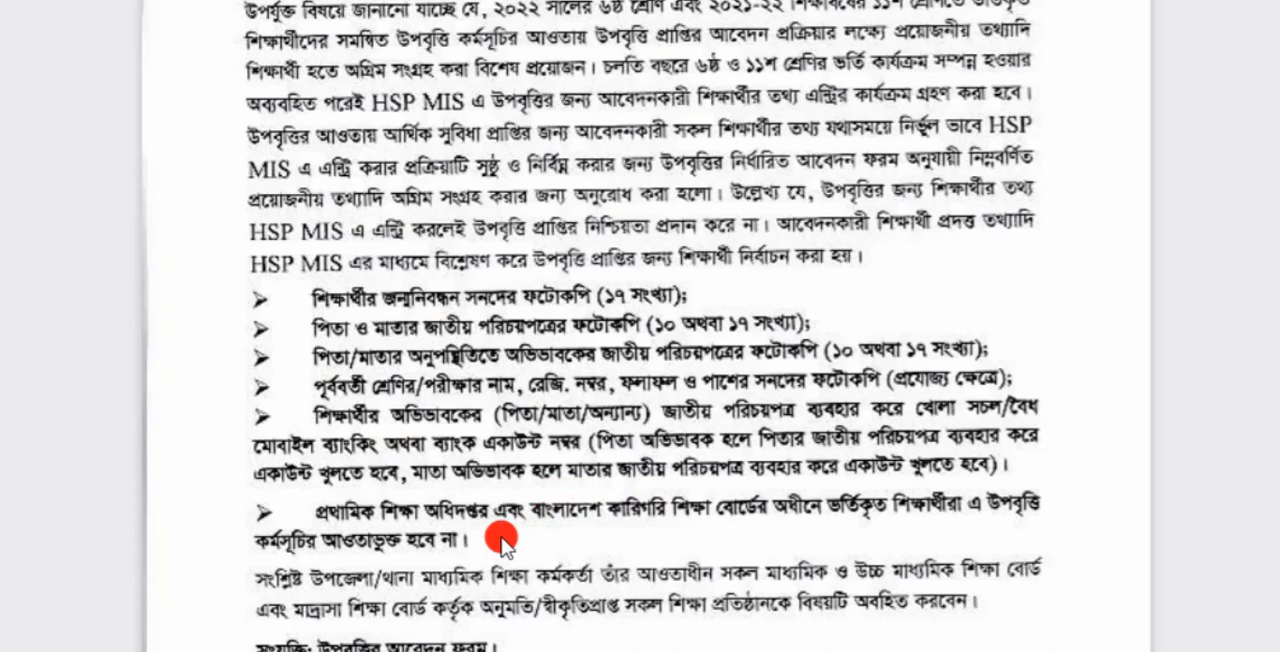 উপর্যুক্ত বিষয়ে জানানো যাচ্ছে যে, ২০২২ সালের ৬ষ্ঠ শ্রেণি এবং ২০২১-২২ শিক্ষাবর্ষের ১১শ শ্রেণিতে ভর্তিকৃত
শিক্ষার্থীদের সমন্বিত উপবৃত্তি কর্মসূচির আওতায় উপবৃত্তি প্রাপ্তির আবেদন প্রক্রিয়ার লক্ষ্যে প্রয়োজনীয় তথ্যাদি
শিক্ষার্থী হতে অগ্রিম সংগ্রহ করা বিশেষ প্রয়োজন। চলতি বছরে ৬ষ্ঠ ও ১১শ শ্রেণির ভর্তি কার্যক্রম সম্পন্ন হওয়ার
অব্যবহিত পরেই HSP MIS এ উপবৃত্তির জন্য আবেদনকারী শিক্ষার্থীর তথ্য এন্ট্রির কার্যক্রম গ্রহণ করা হবে।
উপবৃত্তির আওতায় আর্থিক সুবিধা প্রাপ্তির জন্য আবেদনকারী সকল শিক্ষার্থীর তথ্য যথাসময়ে নির্ভুল ভাবে HSP
MIS এ এন্ট্রি করার প্রক্রিয়াটি সুষ্ঠু ও নির্বিঘ্ন করার জন্য উপবৃত্তির নির্ধারিত আবেদন ফরম অনুযায়ী নিম্নবর্ণিত
প্রয়োজনীয় তথ্যাদি অগ্রিম সংগ্রহ করার জন্য অনুরোধ করা হলো। উল্লেখ্য যে, উপবৃত্তির জন্য শিক্ষার্থীর তথ্য
HSP MIS এ এন্ট্রি করলেই উপবৃত্তি প্রাপ্তির নিশ্চিয়তা প্রদান করে না। আবেদনকারী শিক্ষার্থী প্রদত্ত তথ্যাদি
HSP MIS এর মাধ্যমে বিশ্লেষণ করে উপবৃত্তি প্রাপ্তির জন্য শিক্ষার্থী নির্বাচন করা হয়।
➢ শিক্ষার্থীর জন্মনিবন্ধন সনদের ফটোকপি (১৭ সংখ্যা);
➢ পিতা ও মাতার জাতীয় পরিচয়পত্রের ফটোকপি (১০ অথবা ১৭ সংখ্যা);
➢ পিতা/মাতার অনুপস্থিতিতে অভিভাবকের জাতীয় পরিচয়পত্রের ফটোকপি (১০ অথবা ১৭ সংখ্যা);
➢ পূর্ববর্তী শ্রেণির/পরীক্ষার নাম, রেজি. নম্বর, ফলাফল ও পাশের সনদের ফটোকপি (প্রযোজ্য ক্ষেত্রে);
➢ শিক্ষার্থীর অভিভাবকের (পিতা/মাতা/অন্যান্য) জাতীয় পরিচয়পত্র ব্যবহার করে খোলা সচল/বৈধ
মোবাইল ব্যাংকিং অথবা ব্যাংক একাউন্ট নম্বর (পিতা অভিভাবক হলে পিতার জাতীয় পরিচয়পত্র ব্যবহার করে
একাউন্ট খুলতে হবে, মাতা অভিভাবক হলে মাতার জাতীয় পরিচয়পত্র ব্যবহার করে একাউন্ট খুলতে হবে)।
➢ প্রথামিক শিক্ষা অধিদপ্তর এবং বাংলাদেশ কারিগরি শিক্ষা বোর্ডের অধীনে ভর্তিকৃত শিক্ষার্থীরা এ উপবৃত্তি
কর্মসূচির আওতাভুক্ত হবে না।
সংশ্লিষ্ট উপজেলা/থানা মাধ্যমিক শিক্ষা কর্মকর্তা তাঁর আওতাধীন সকল মাধ্যমিক ও উচ্চ মাধ্যমিক শিক্ষা বোর্ড
এবং মাদ্রাসা শিক্ষা বোর্ড কর্তৃক অনুমতি/স্বীকৃতিপ্রাপ্ত সকল শিক্ষা প্রতিষ্ঠানকে বিষয়টি অবহিত করবেন।
সংযুক্তি: উপবৃত্তির আবেদন ফরম।